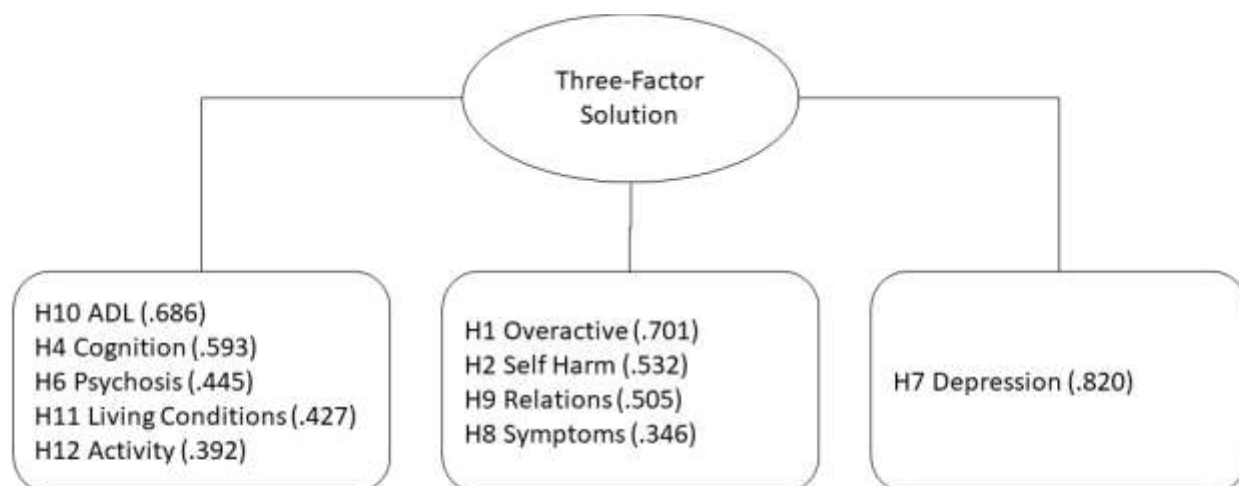 Three-Factor
Solution
H10 ADL (.686)
H4 Cognition (.593)
H6 Psychosis (.445)
H11 Living Conditions (.427)
H12 Activity (.392)
H1 Overactive (.701)
H2 Self Harm (.532)
H9 Relations (.505)
H8 Symptoms (.346)
H7 Depression (.820)